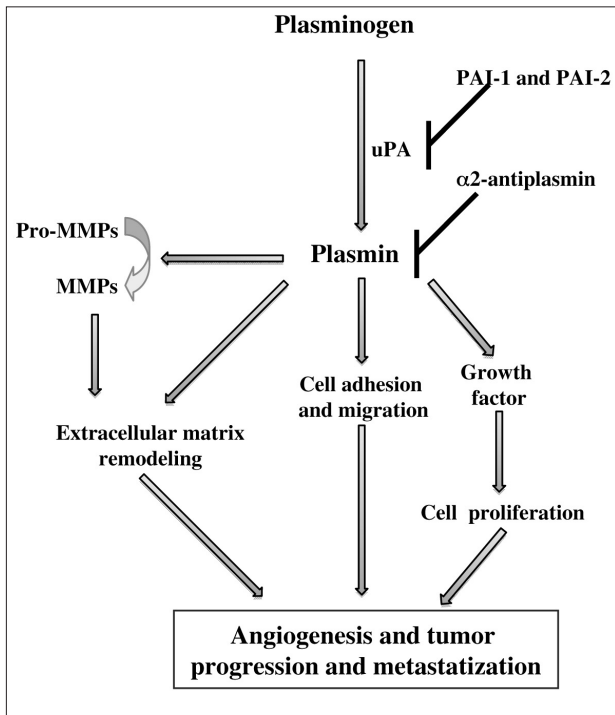 Plasminogen
PAI-1 and PAI-2
uPA
α2-antiplasmin
Pro-MMPs
Plasmin
MMPs
Cell adhesion
and migration
Growth
factor
Extracellular matrix
remodeling
Cell proliferation
Angiogenesis and tumor
progression and metastatization